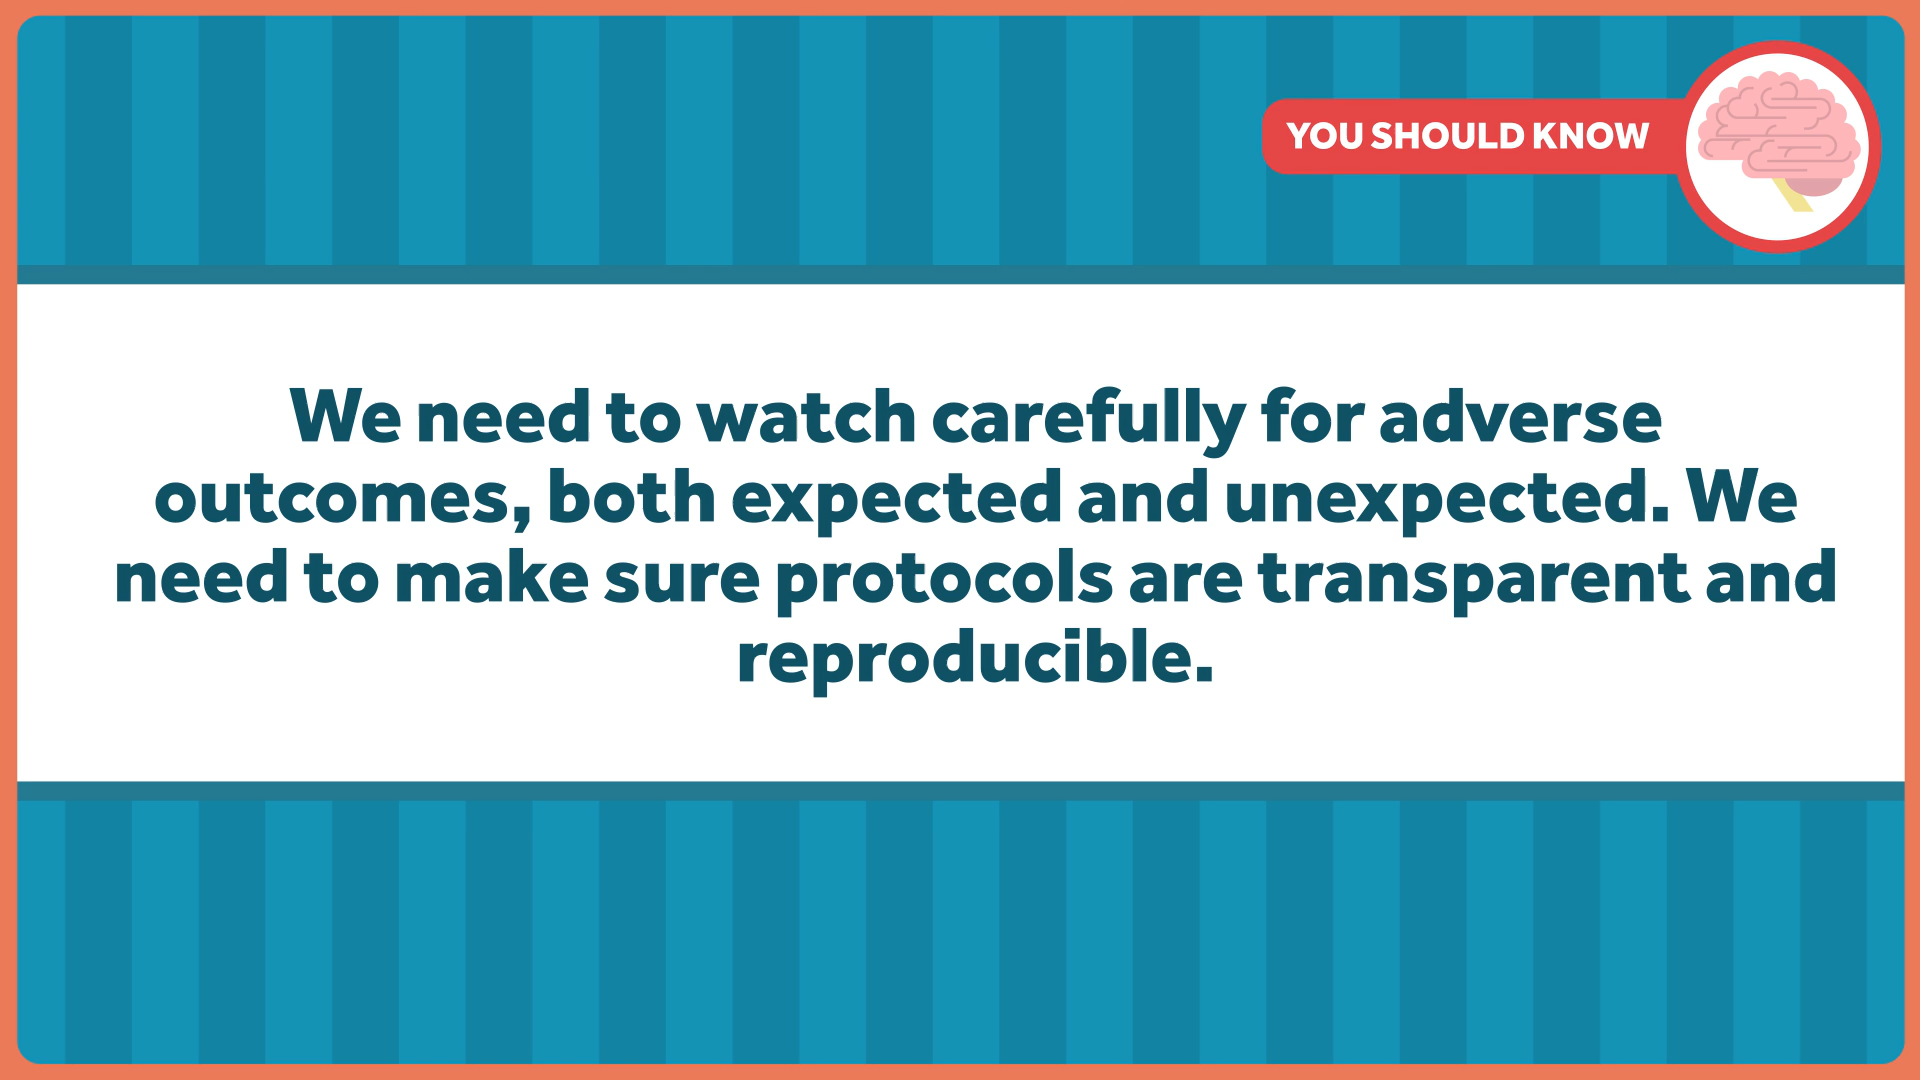 YOU SHOULD KNOW
We need to watch carefully for adverse
outcomes, both expected and unexpected. We
need to make sure protocols are transparent and
reproducible.